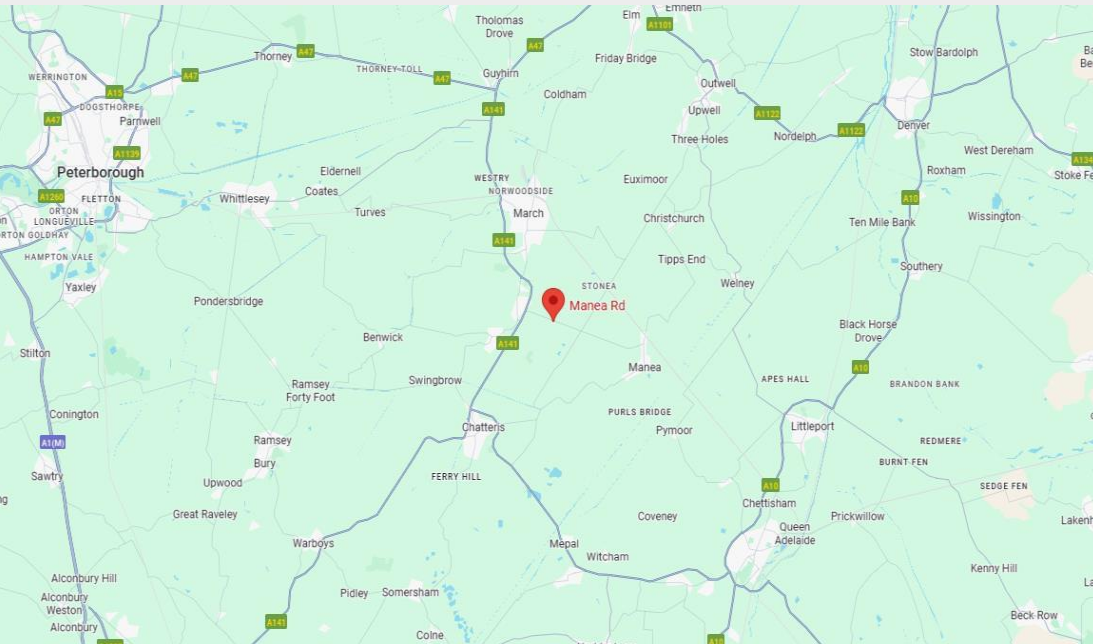 Emneth
Elm
A1101
Tholomas
Drove
A47
A47
Stow Bardolph
Thorney
Friday Bridge
THORNEY TOLL
Guyhirn
WERRINGTON
A47
A47
Outwell
A15
Coldham
DOGSTHORPE
A141
Upwell
A1122
A47
Parnwell
Denver
A1122
Nordelph
Three Holes
A1139
West Dereham
A134
Peterborough
Eldernell
Roxham
WESTRY
Euximoor
Coates
NORWOODSIDE
A1260
FLETTON
Whittlesey
A10
ORTON
LONGUEVILLE
Turves
March
Christchurch
Ten Mile Bank
Wissington
A141
HAMPTON VALE
Tipps End
Southery
Yaxley
STONEA
Welney
Pondersbridge
Manea Rd
Black Horse
Drove
Benwick
A141
Stilton
Manea
A10
Swingbrow
APES HALL
BRANDON BANK
Ramsey
Forty Foot
Conington
PURLS BRIDGE
Chatteris
Littleport
Pymoor
A1(M)
Ramsey
REDMERE
Bury
BURNT FEN
Sawtry
FERRY HILL
Upwood
A10
SEDGE FEN
Chettisham
Great Raveley
Coveney
Prickwillow
Queen
Adelaide
Warboys
Mepal
Witcham
Kenny Hill
Alconbury Hill
Pidley
Somersham
Alconbury
Weston
Beck Row
A141
Alconbury
Colne
A10